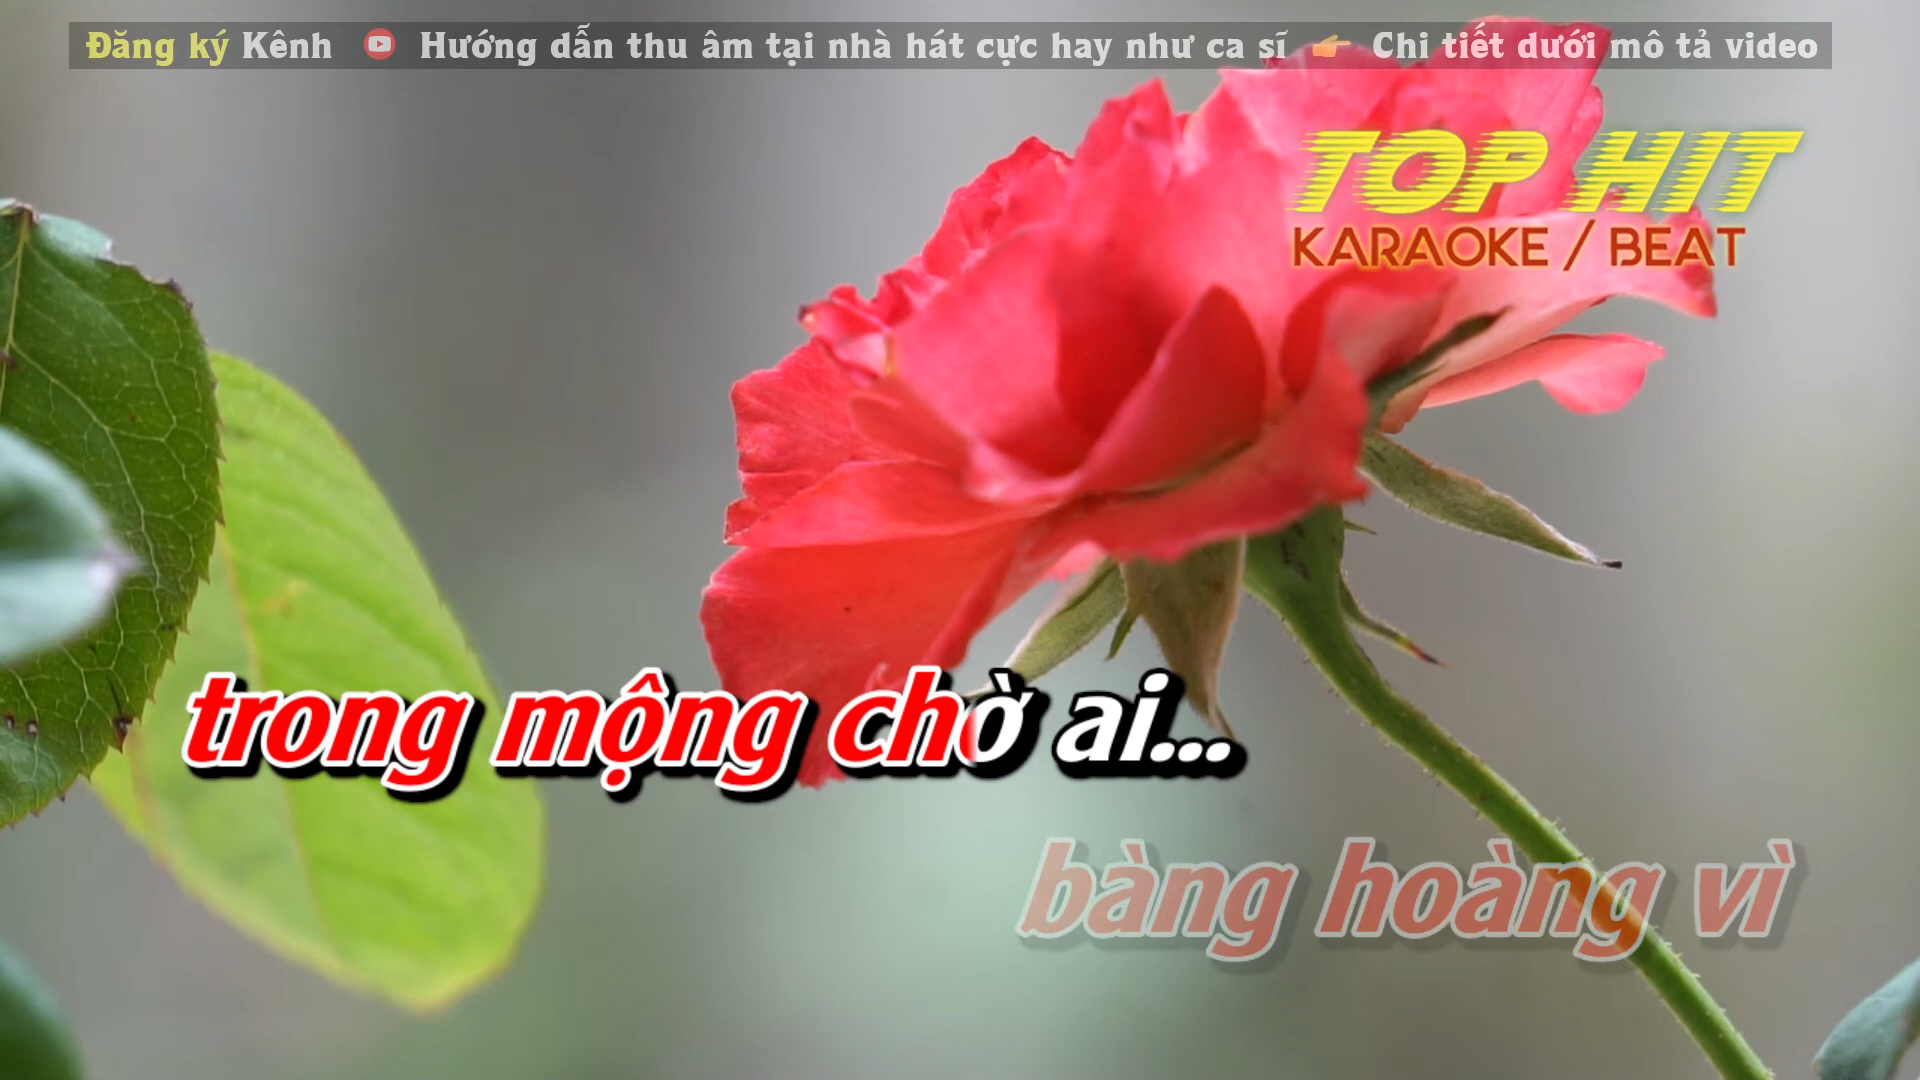 Đăng ký Kênh Hướng dẫn thu âm tại nhà hát cực hay như ca sĩ Chi tiết dưới mô tả video
TOP HIT
KARAOKE / BEAT
trong mộng chờ ai...
bàng hoàng vì